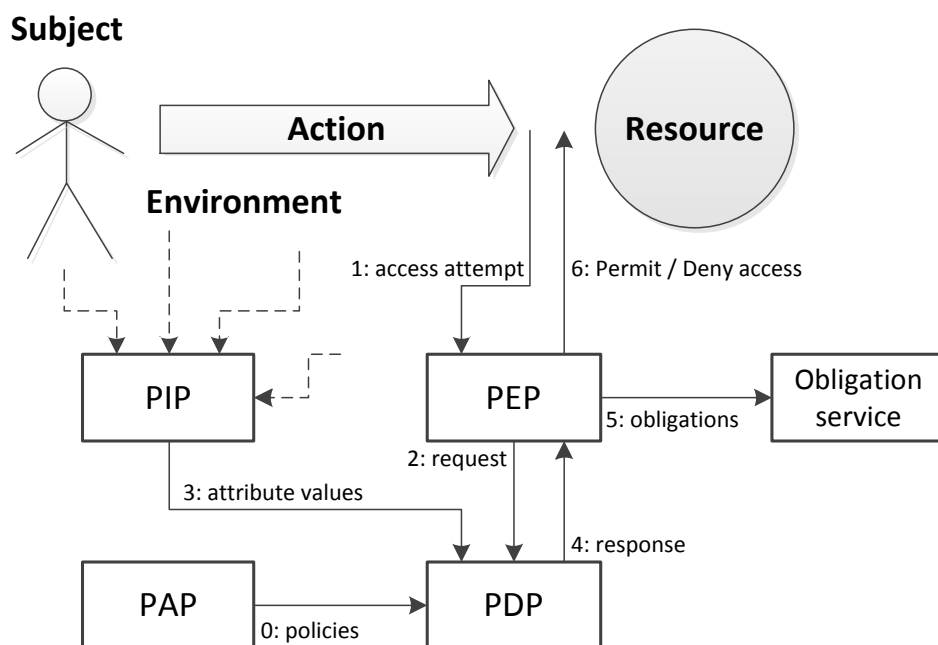 Subject
Action
Resource
Environment
1: access attempt
6: Permit / Deny access
PIP
PEP
Obligation
service
5: obligations
2: request
3: attribute values
4: response
PAP
PDP
0: policies